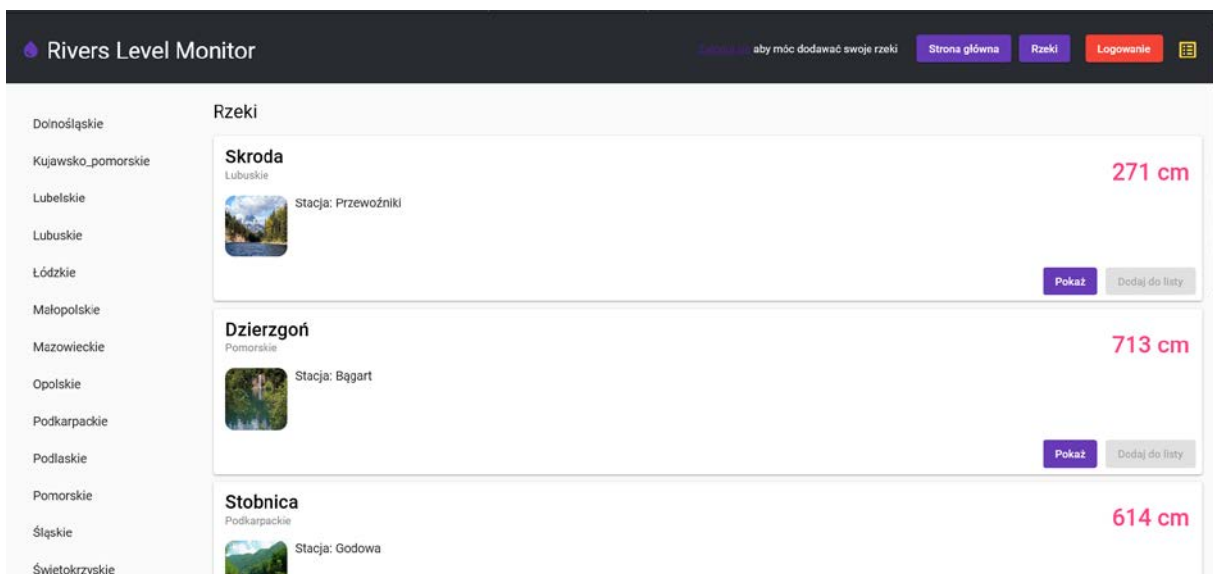 Rivers Level Monitor
aby móc dodawać swoje rzeki
Strona główna
Rzeki
Logowanie
Dolnośląskie
Kujawsko_pomorskie
Lubelskie
Lubuskie
Łódzkie
Małopolskie
Mazowieckie
Opolskie
Podkarpackie
Podlaskie
Pomorskie
Śląskie
Świętokrzyskie
Rzeki
Skroda
Lubuskie
271 cm
Stacja: Przewoźniki
Pokaż
Dodaj do listy
Dzierzgoń
Pomorskie
713 cm
Stacja: Bągart
Pokaż
Dodaj do listy
Stobnica
Podkarpackie
614 cm
Stacja: Godowa